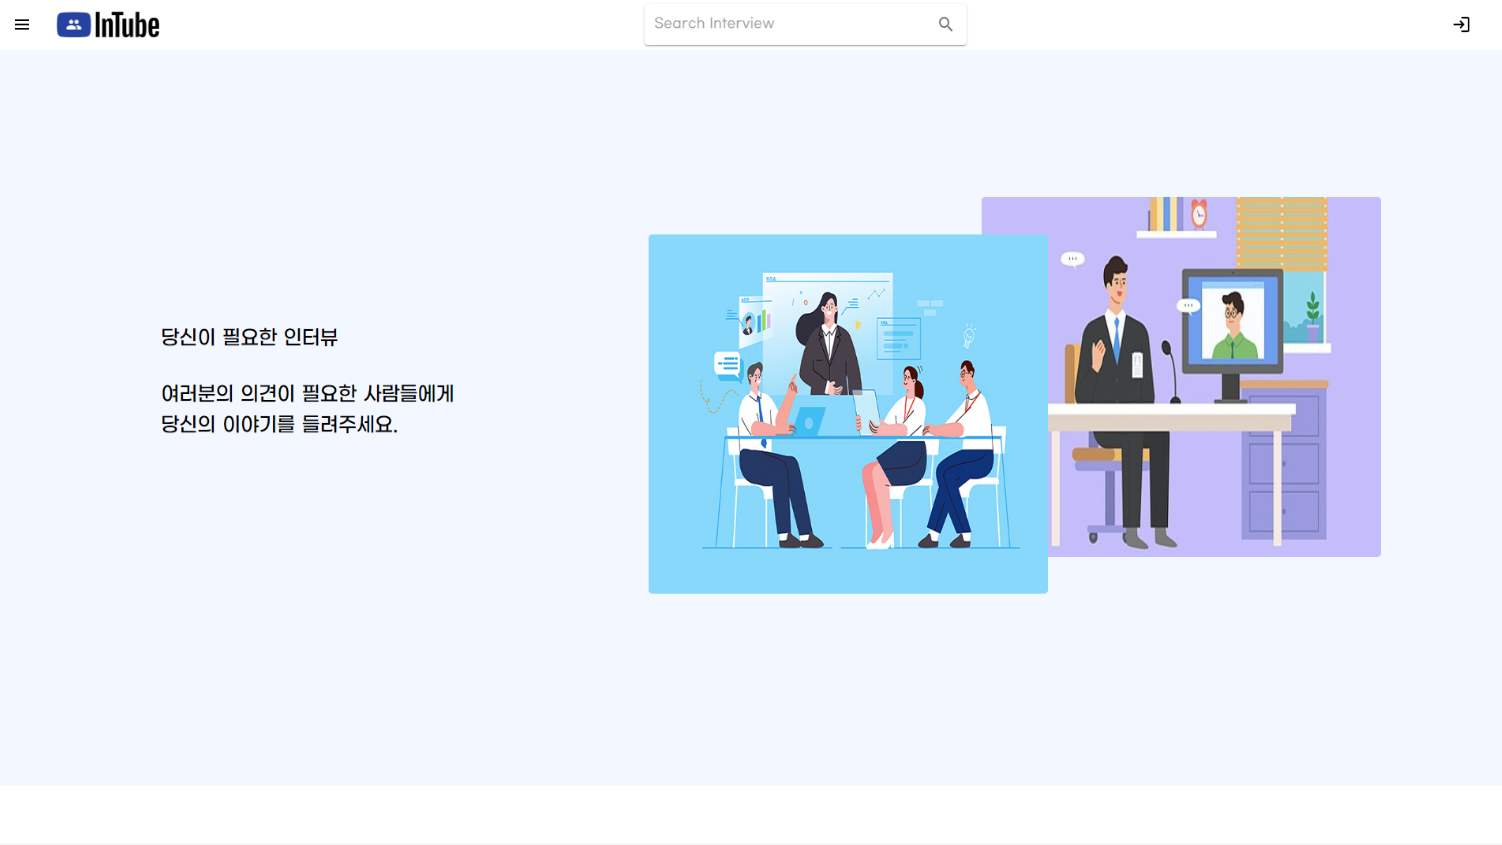 InTube
Search Interview
당신이 필요한 인터뷰
여러분의 의견이 필요한 사람들에게
당신의 이야기를 들려주세요.